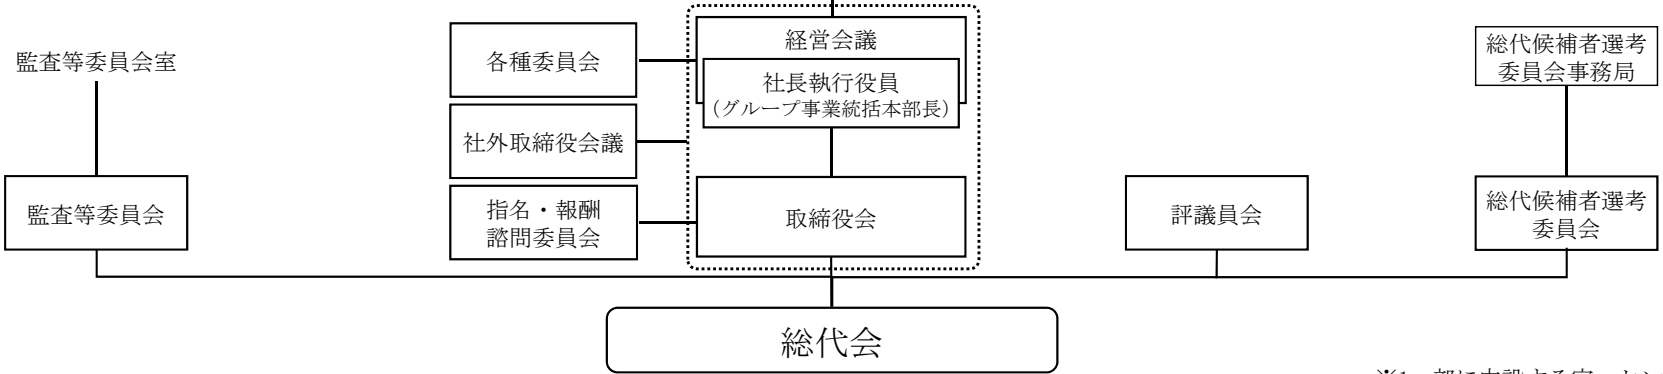 監査等委員会室
各種委員会
経営会議
社長執行役員
（グループ事業統括本部長）
総代候補者選考
委員会事務局
社外取締役会議
監査等委員会
指名・報酬
諮問委員会
取締役会
評議員会
総代候補者選考
委員会
総代会